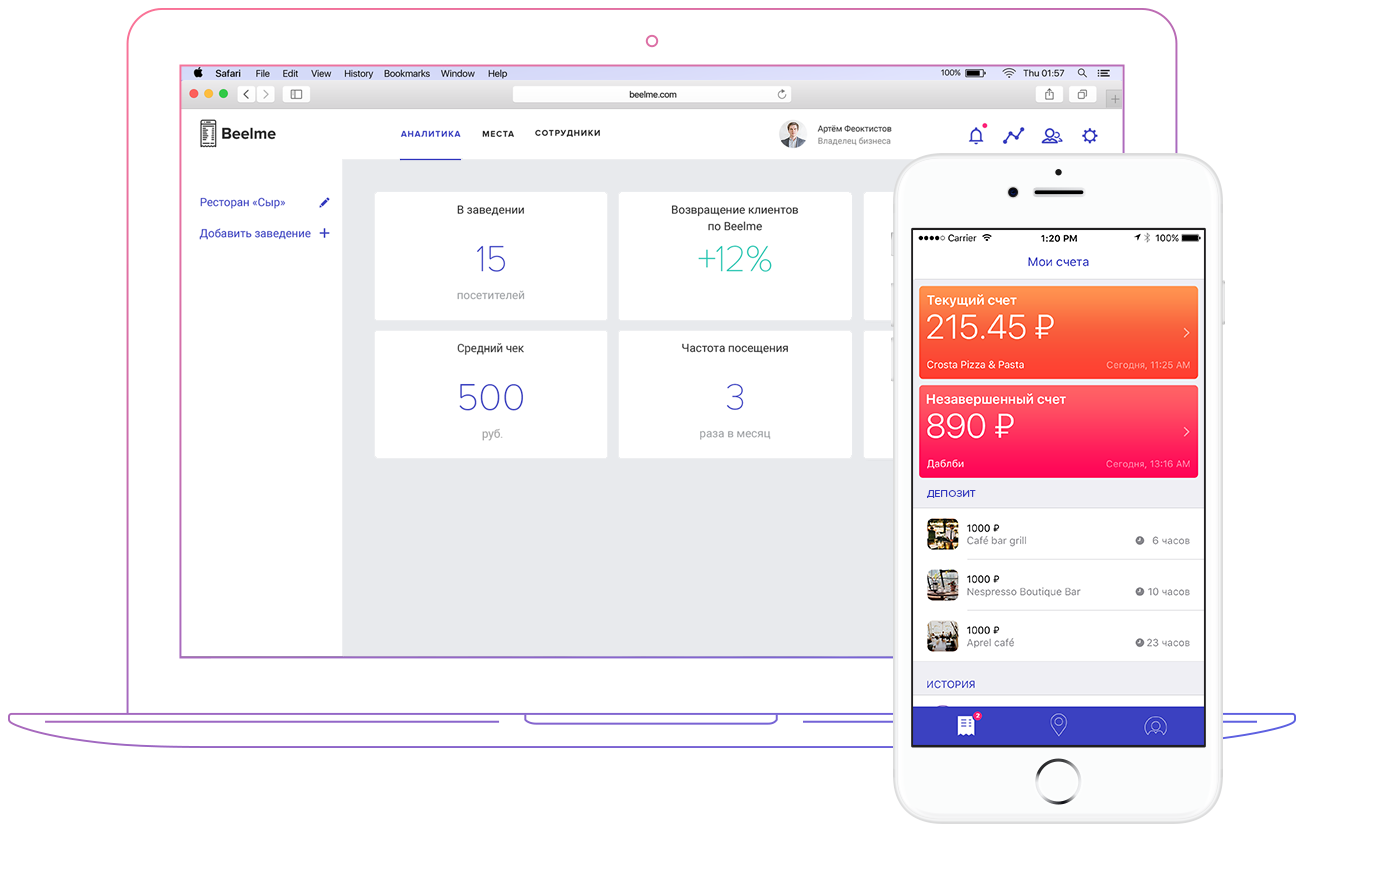 Safari File Edit View History Bookmarks Window Help 100% Thu 01:57
beelme.com
Beelme
АНАЛИТИКА МЕСТА СОТРУДНИКИ
Артём Феоктистов
Владелец бизнеса
Ресторан «Сыр»
Добавить заведение +
В заведении
15
посетителей
Возвращение клиентов
по Beelme
+12%
Средний чек
500
руб.
Частота посещения
3
раза в месяц
Carrier 1:20 PM 100%
Мои счета
Текущий счет
215.45 ₽
Crosta Pizza & Pasta Сегодня, 11:25 AM
Незавершенный счет
890 ₽
Даблби Сегодня, 13:16 AM
ДЕПОЗИТ
1000 ₽
Café bar grill 6 часов
1000 ₽
Nespresso Boutique Bar 10 часов
1000 ₽
Aprel café 23 часов
ИСТОРИЯ
2